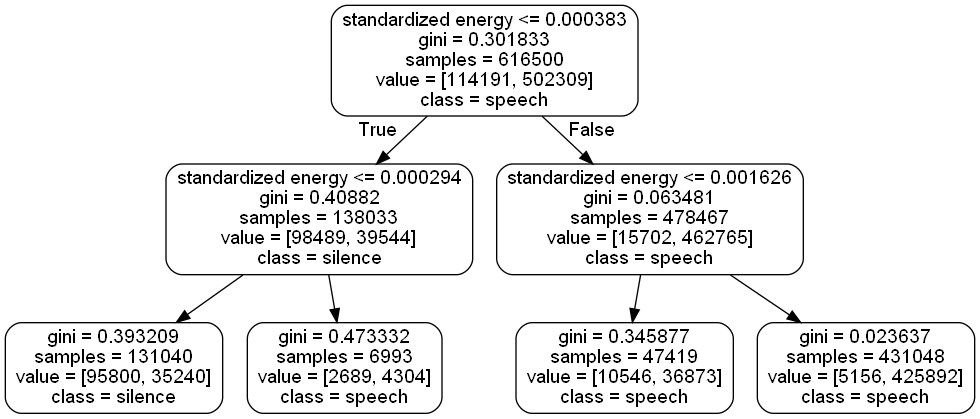 standardized energy <= 0.000383
gini = 0.301833
samples = 616500
value = [114191, 502309]
class = speech
True
False
standardized energy <= 0.000294
gini = 0.40882
samples = 138033
value = [98489, 39544]
class = silence
standardized energy <= 0.001626
gini = 0.063481
samples = 478467
value = [15702, 462765]
class = speech
gini = 0.393209
samples = 131040
value = [95800, 35240]
class = silence
gini = 0.473332
samples = 6993
value = [2689, 4304]
class = speech
gini = 0.345877
samples = 47419
value = [10546, 36873]
class = speech
gini = 0.023637
samples = 431048
value = [5156, 425892]
class = speech